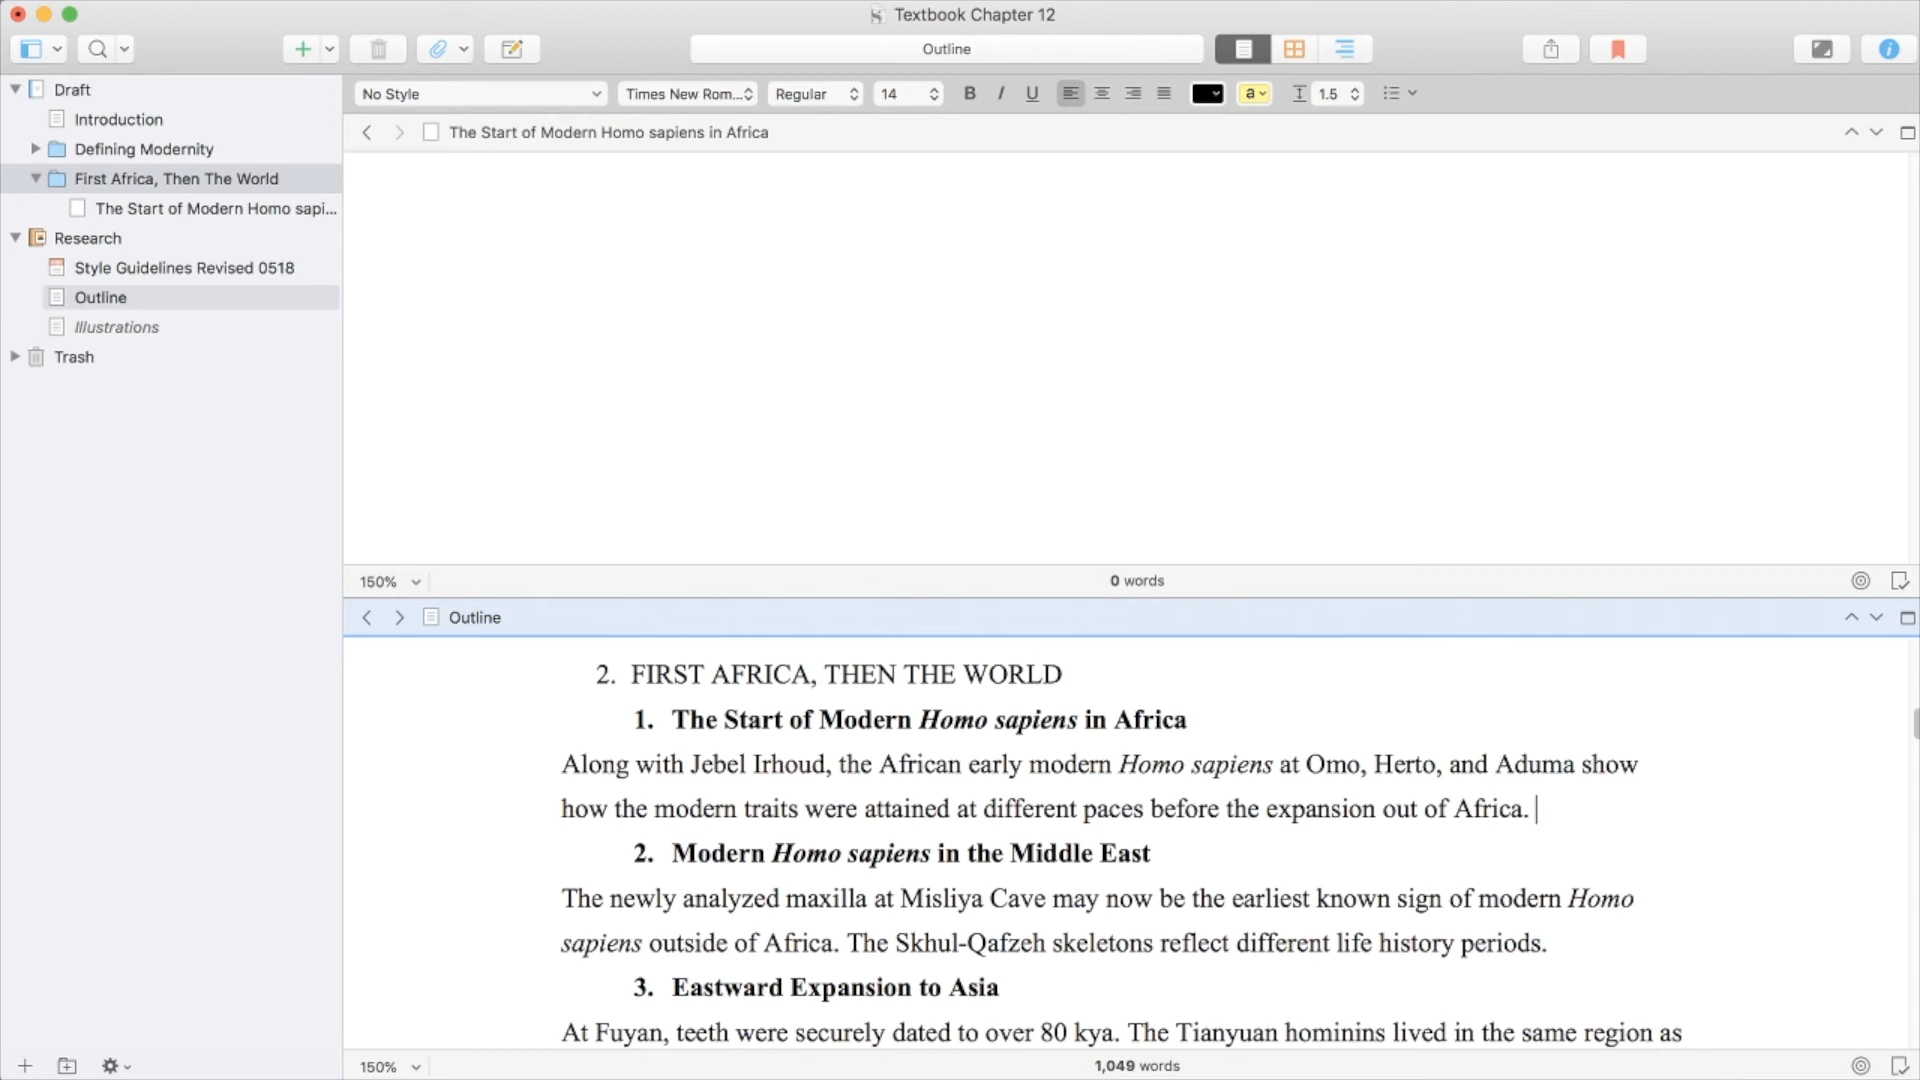 Textbook Chapter 12
Outline
Draft
Introduction
Defining Modernity
First Africa, Then The World
The Start of Modern Homo sapi...
Research
Style Guidelines Revised 0518
Outline
Illustrations
Trash
No Style
Times New Rom...
Regular
14
B I U
a
1.5
The Start of Modern Homo sapiens in Africa
150%
0 words
Outline
2. FIRST AFRICA, THEN THE WORLD
1. The Start of Modern Homo sapiens in Africa
Along with Jebel Irhoud, the African early modern Homo sapiens at Omo, Herto, and Aduma show
how the modern traits were attained at different paces before the expansion out of Africa.
2. Modern Homo sapiens in the Middle East
The newly analyzed maxilla at Misliya Cave may now be the earliest known sign of modern Homo
sapiens outside of Africa. The Skhul-Qafzeh skeletons reflect different life history periods.
3. Eastward Expansion to Asia
At Fuyan, teeth were securely dated to over 80 kya. The Tianyuan hominins lived in the same region as
150%
1,049 words